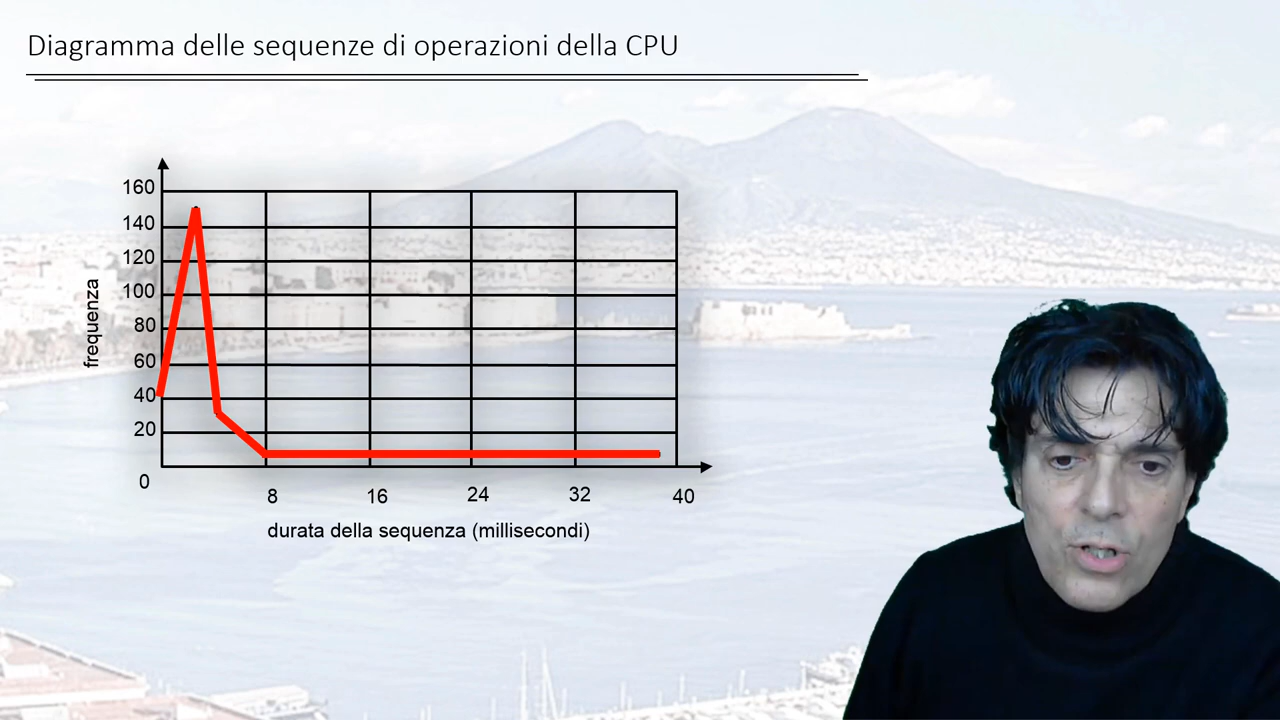 Diagramma delle sequenze di operazioni della CPU
160
140
120
100
80
60
40
20
0
frequenza
8 16 24 32 40
durata della sequenza (millisecondi)